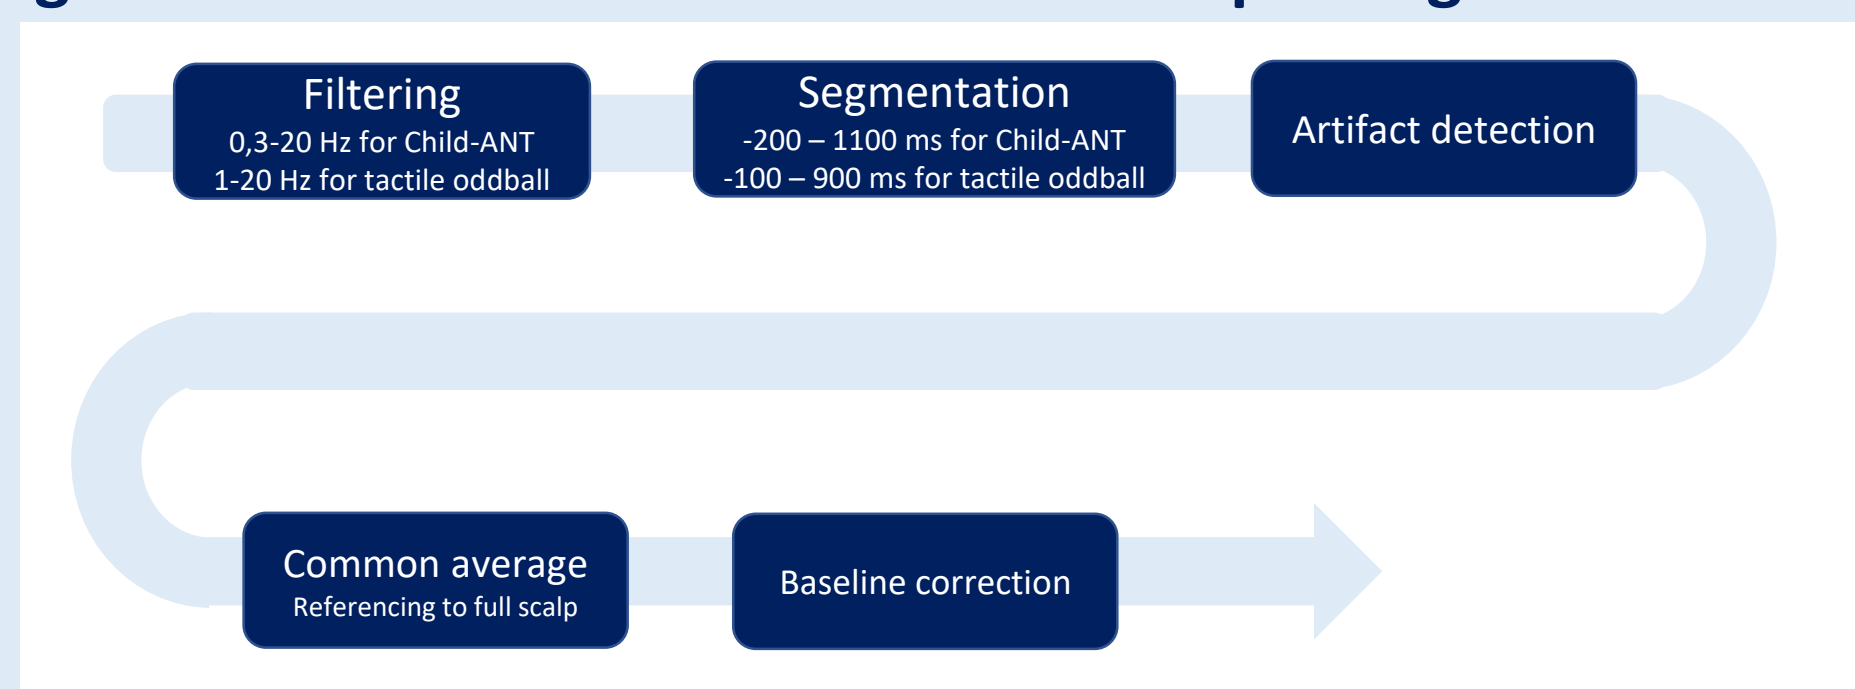 Filtering
0,3-20 Hz for Child-ANT
1-20 Hz for tactile oddball
Segmentation
-200 – 1100 ms for Child-ANT
-100 – 900 ms for tactile oddball
Artifact detection
Common average
Referencing to full scalp
Baseline correction